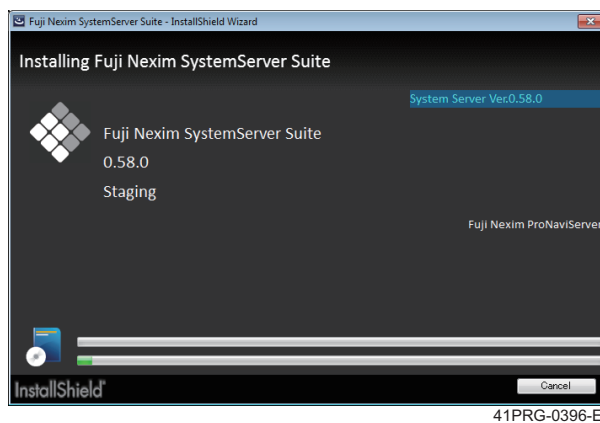 Fuji Nexim SystemServer Suite - InstallShield Wizard
Installing Fuji Nexim SystemServer Suite
System Server Ver.0.58.0
Fuji Nexim SystemServer Suite
0.58.0
Staging
Fuji Nexim ProNaviServer
InstallShield
Cancel
41PRG-0396-E